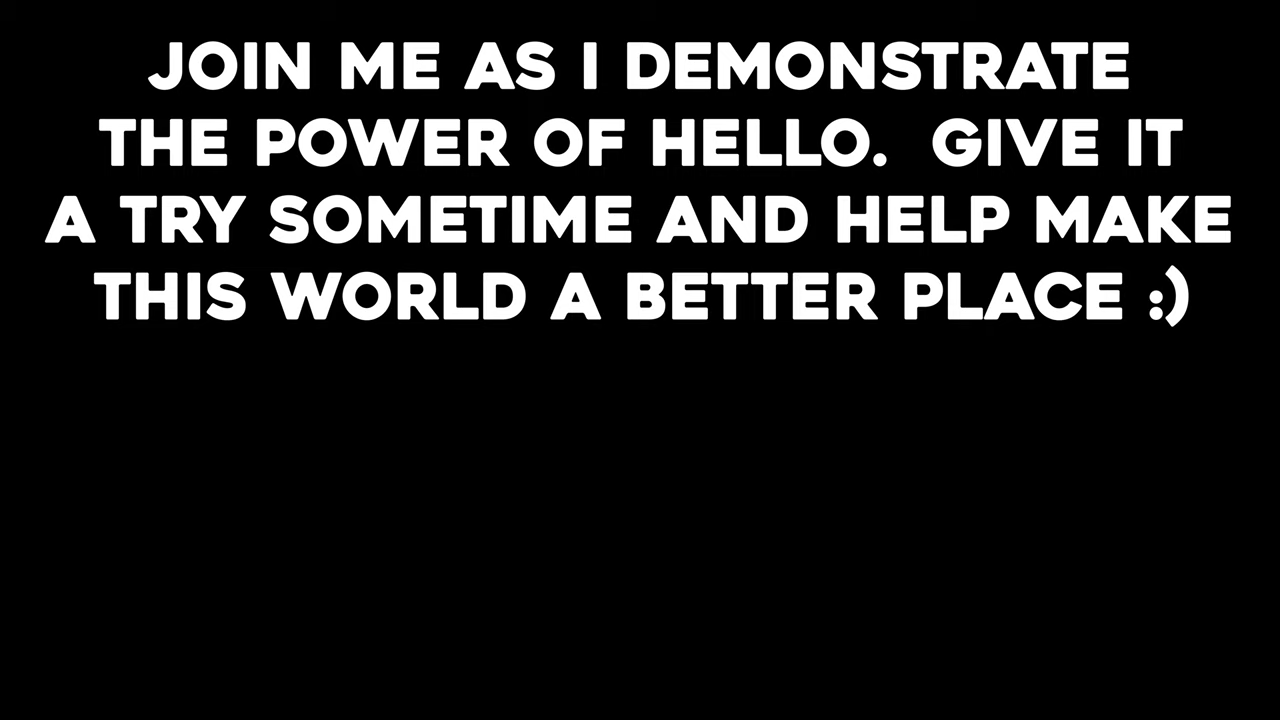 JOIN ME AS I DEMONSTRATE
THE POWER OF HELLO.  GIVE IT
A TRY SOMETIME AND HELP MAKE
THIS WORLD A BETTER PLACE :)